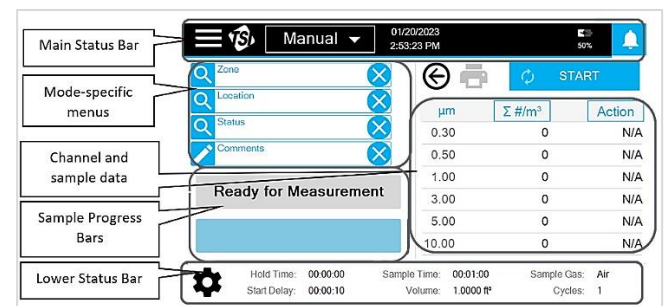 Main Status Bar
Mode-specific
menus
Channel and
sample data
Sample Progress
Bars
Lower Status Bar
TSI
Manual
01/20/2023
2:53:23 PM
50%
Zone
Location
Status
Comments
Ready for Measurement
START
µm Σ #/m³ Action
0.30 0 N/A
0.50 0 N/A
1.00 0 N/A
3.00 0 N/A
5.00 0 N/A
10.00 0 N/A
Hold Time: 00:00:00 Sample Time: 00:01:00 Sample Gas: Air
Start Delay: 00:00:10 Volume: 1.0000 ft³ Cycles: 1